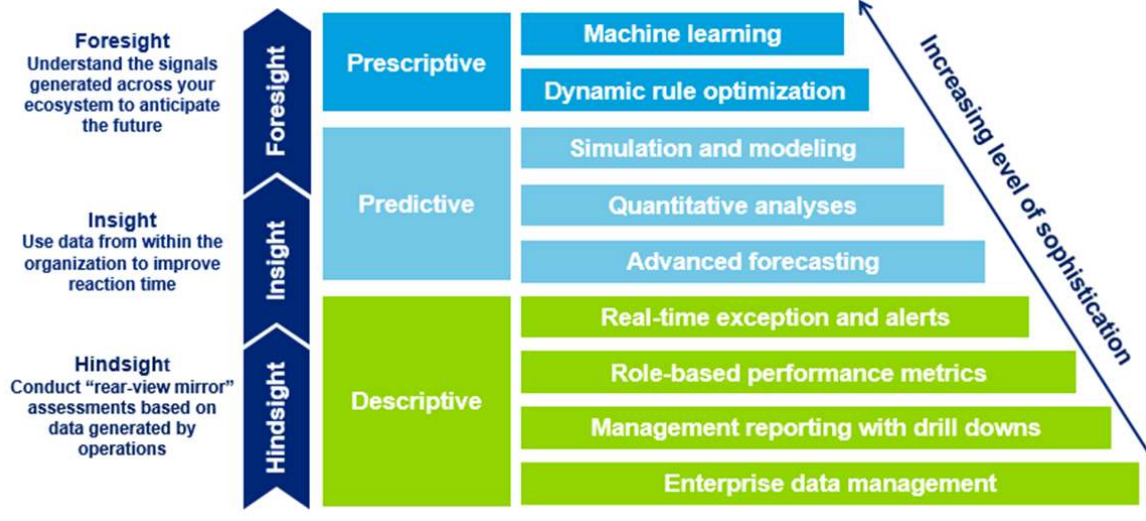 Foresight
Understand the signals
generated across your
ecosystem to anticipate
the future
Insight
Use data from within the
organization to improve
reaction time
Hindsight
Conduct “rear-view mirror”
assessments based on
data generated by
operations
Foresight
Insight
Hindsight
Prescriptive
Predictive
Descriptive
Machine learning
Dynamic rule optimization
Simulation and modeling
Quantitative analyses
Advanced forecasting
Real-time exception and alerts
Role-based performance metrics
Management reporting with drill downs
Enterprise data management
Increasing level of sophistication